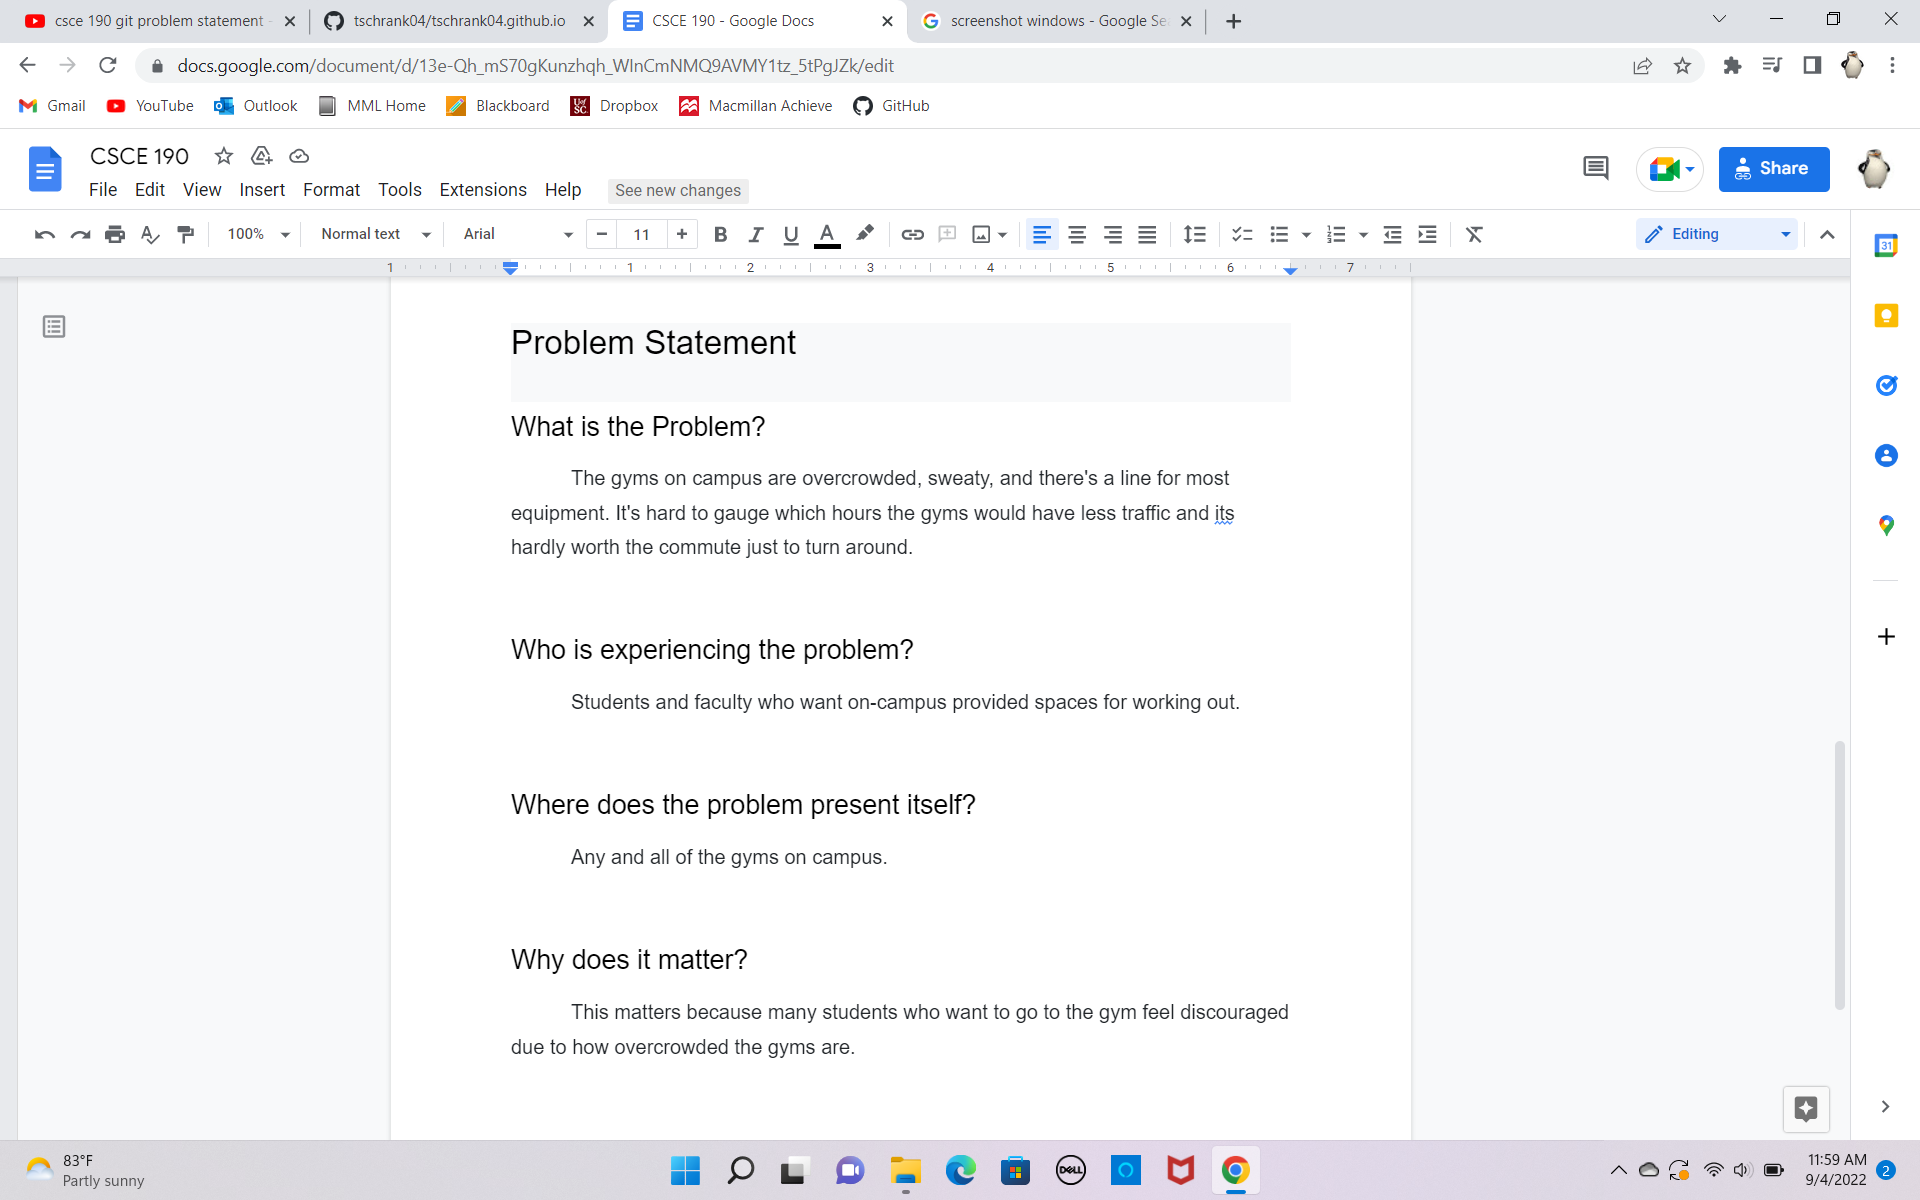 csce 190 git problem statement -
tschrank04/tschrank04.github.io
CSCE 190 - Google Docs
screenshot windows - Google Se
docs.google.com/document/d/13e-Qh_mS70gKunzhqh_WInCmNMQ9AVMY1tz_5tPgJZk/edit
Gmail YouTube Outlook MML Home Blackboard Dropbox Macmillan Achieve GitHub
CSCE 190
Share
File Edit View Insert Format Tools Extensions Help See new changes
100% Normal text Arial 11 B I U A Editing
1 1 2 3 4 5 6 7
31
Problem Statement
What is the Problem?
The gyms on campus are overcrowded, sweaty, and there's a line for most
equipment. It's hard to gauge which hours the gyms would have less traffic and its
hardly worth the commute just to turn around.
Who is experiencing the problem?
Students and faculty who want on-campus provided spaces for working out.
Where does the problem present itself?
Any and all of the gyms on campus.
Why does it matter?
This matters because many students who want to go to the gym feel discouraged
due to how overcrowded the gyms are.
83°F
Partly sunny
DELL
11:59 AM
9/4/2022
2